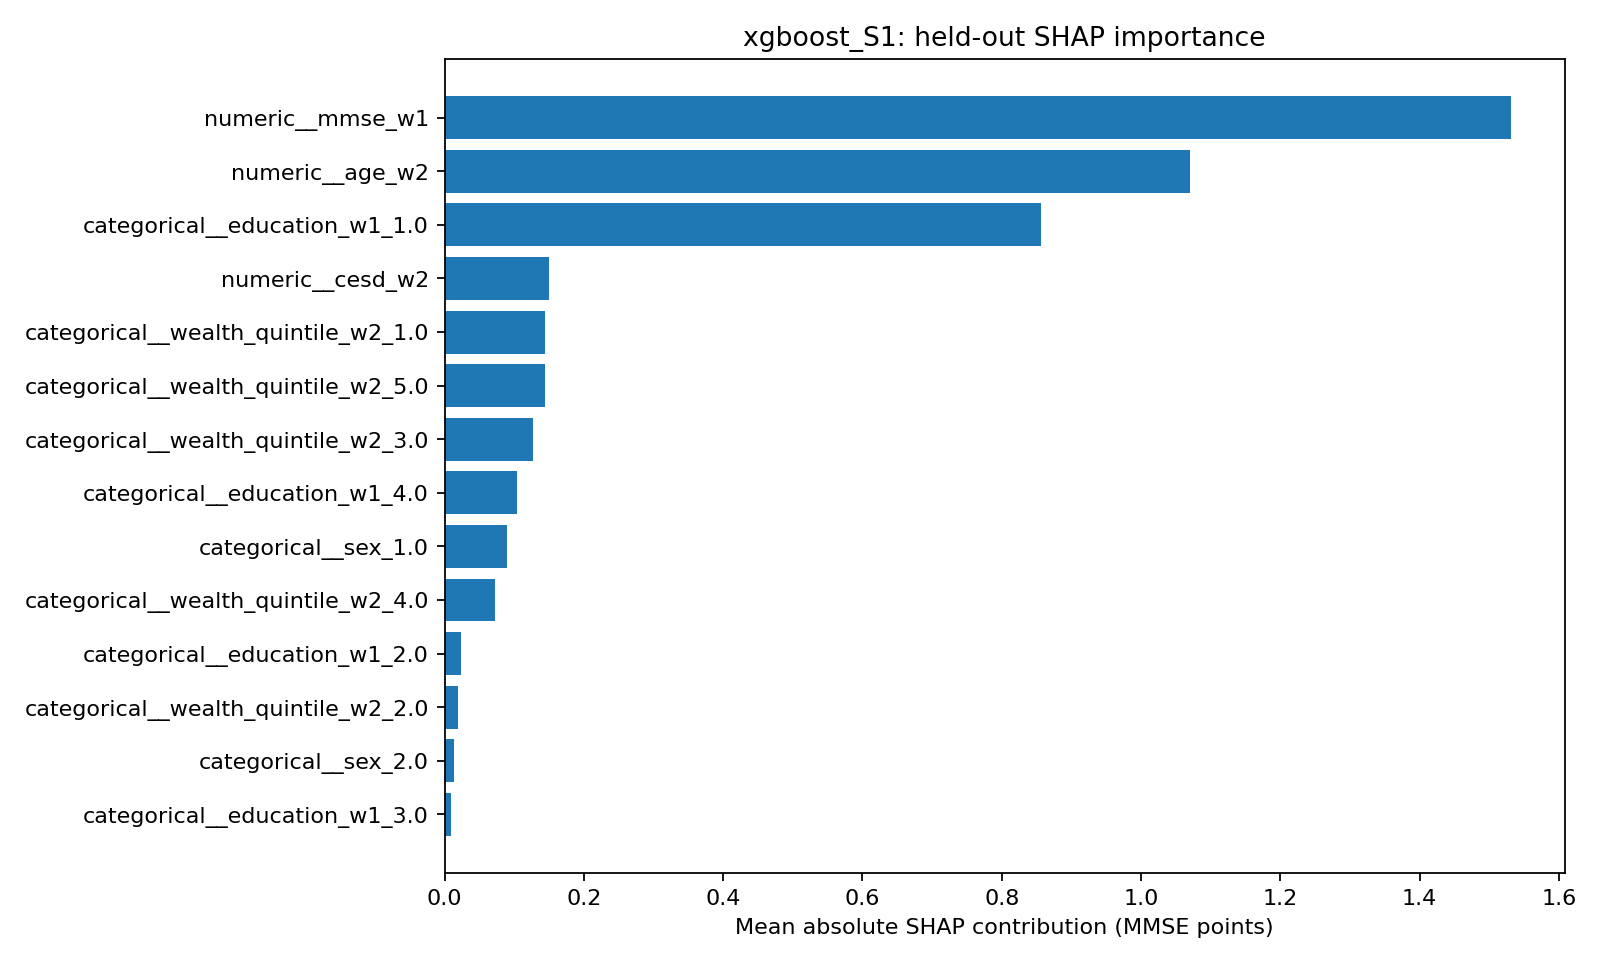 xgboost_S1: held-out SHAP importance
numeric__mmse_w1
numeric__age_w2
categorical__education_w1_1.0
numeric__cesd_w2
categorical__wealth_quintile_w2_1.0
categorical__wealth_quintile_w2_5.0
categorical__wealth_quintile_w2_3.0
categorical__education_w1_4.0
categorical__sex_1.0
categorical__wealth_quintile_w2_4.0
categorical__education_w1_2.0
categorical__wealth_quintile_w2_2.0
categorical__sex_2.0
categorical__education_w1_3.0
0.0 0.2 0.4 0.6 0.8 1.0 1.2 1.4 1.6
Mean absolute SHAP contribution (MMSE points)